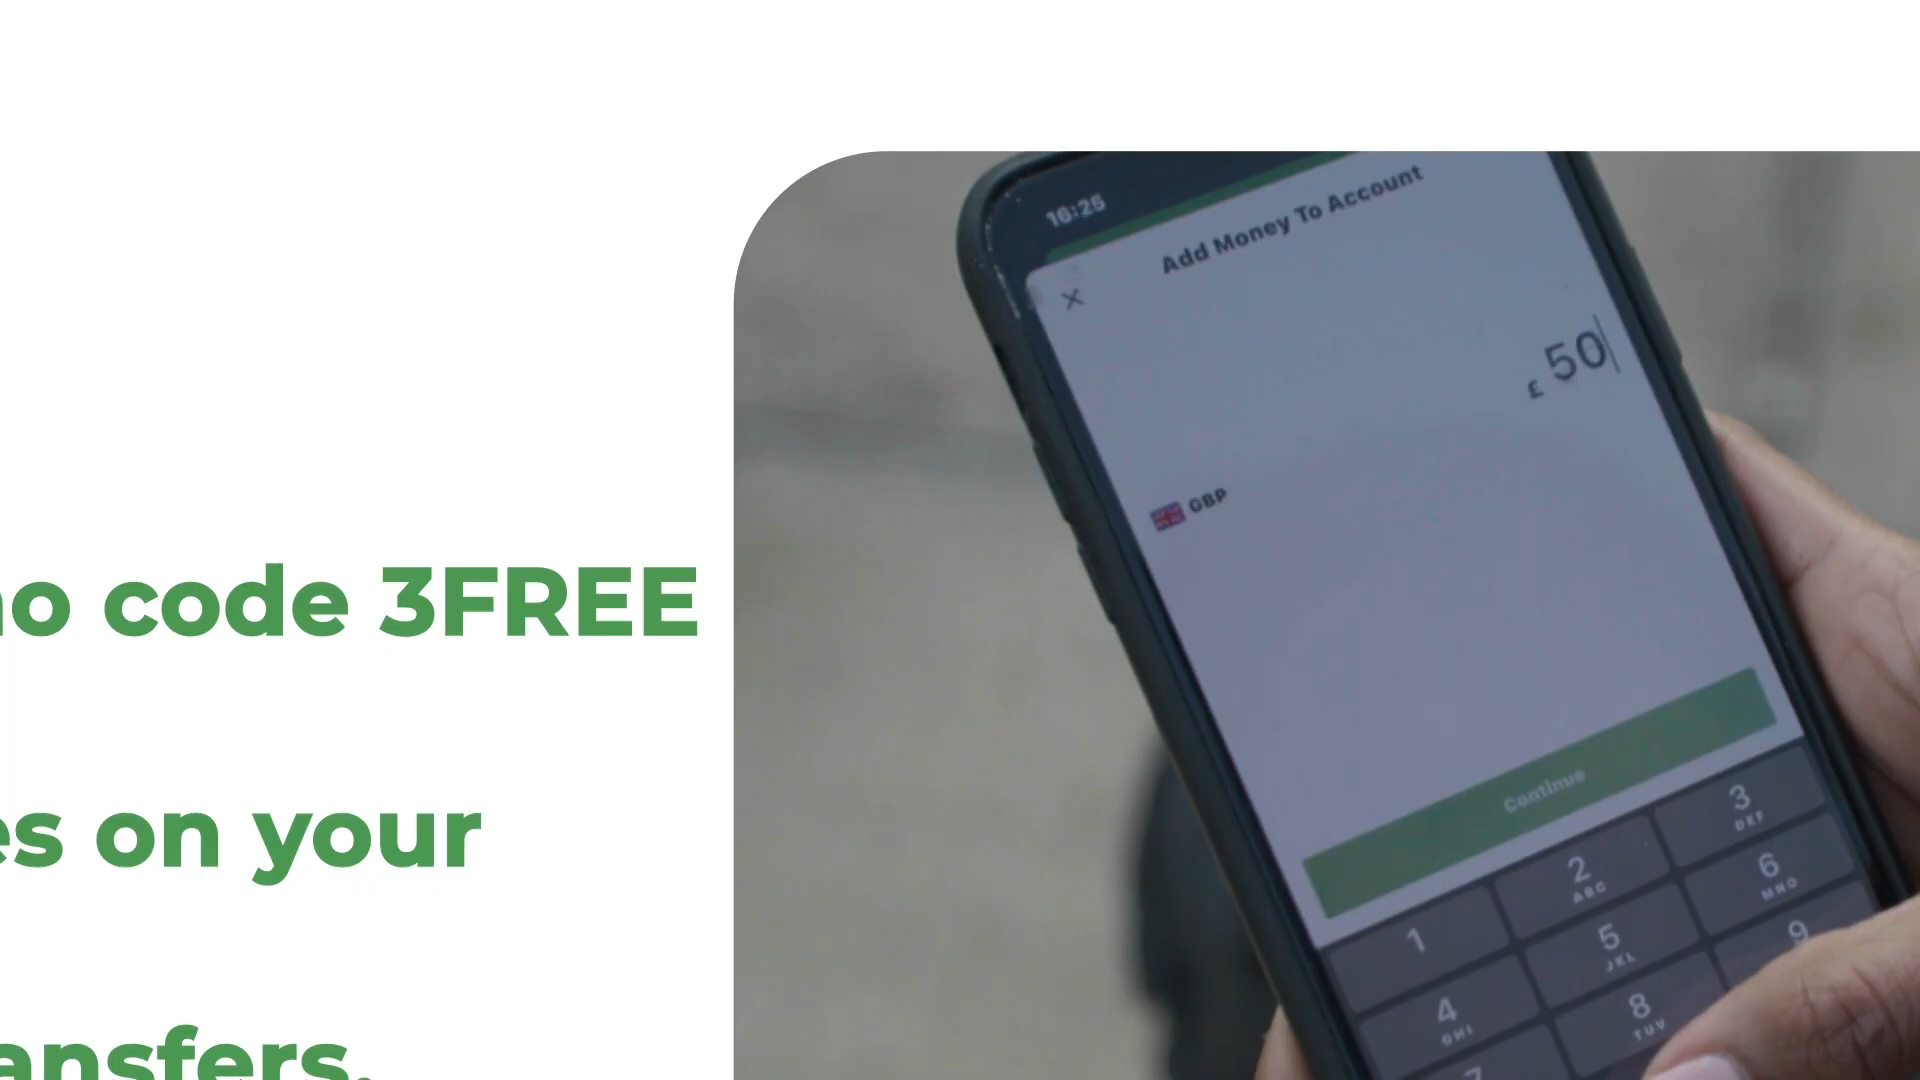 no code 3FREE
es on your
ansfers.
16:25
Add Money To Account
£ 50
GBP
Continue
1
2
ABC
3
DEF
4
GHI
5
JKL
6
MNO
7
8
TUV
9